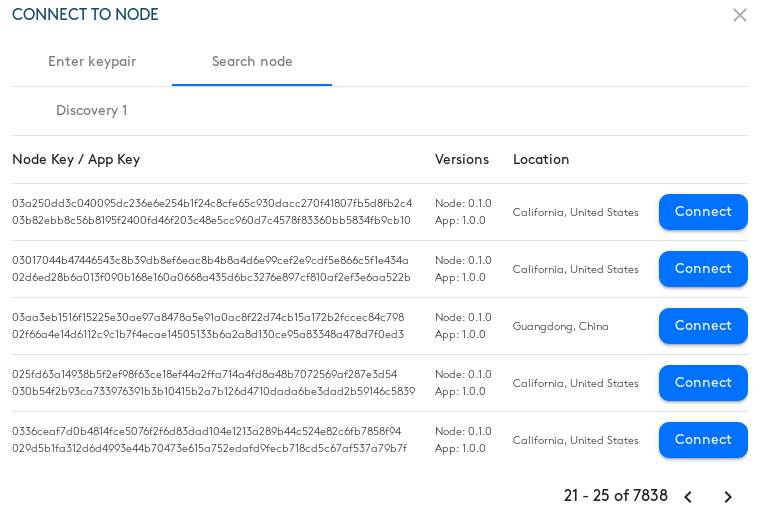 CONNECT TO NODE
Enter keypair Search node
Discovery 1
Node Key / App Key Versions Location
03a250dd3c040095dc236e6e254b1f24c8cfe65c930dacc270f41807fb5d8fb2c4 Node: 0.1.0
03b82ebb8c56b8195f2400fd46f203c48e5cc960d7c4578f83360bb5834fb9cb10 App: 1.0.0
California, United States Connect
03017044b47446543c8b39db8ef6eac8b4b8a4d6e99cef2e9cdf5e866c5f1e434a Node: 0.1.0
02d6ed28b6a013f090b168e160a0668a435d6bc3276e897cf810af2ef3e6aa522b App: 1.0.0
California, United States Connect
03aa3eb1516f15225e30ae97a8478a5e91a0ac8f22d74cb15a172b2fccec84c798 Node: 0.1.0
02f66a4e14d6112c9c1b7f4ecae14505133b6a2a8d130ce95a83348a478d7f0ed3 App: 1.0.0
Guangdong, China Connect
025fd63a14938b5f2ef98f63ce18ef44a2ffa714a4fd8a48b7072569af287e3d54 Node: 0.1.0
030b54f2b93ca733976391b3b10415b2a7b126d4710dada6be3dad2b59146c5839 App: 1.0.0
California, United States Connect
0336ceaf7d0b4814fce5076f2f6d83dad104e1213a289b44c524e82c6fb7858f94 Node: 0.1.0
029d5b1fa312d6d4993e44b70473e615a752edafd9fecb718cd5c67af537a79b7f App: 1.0.0
California, United States Connect
21 - 25 of 7838